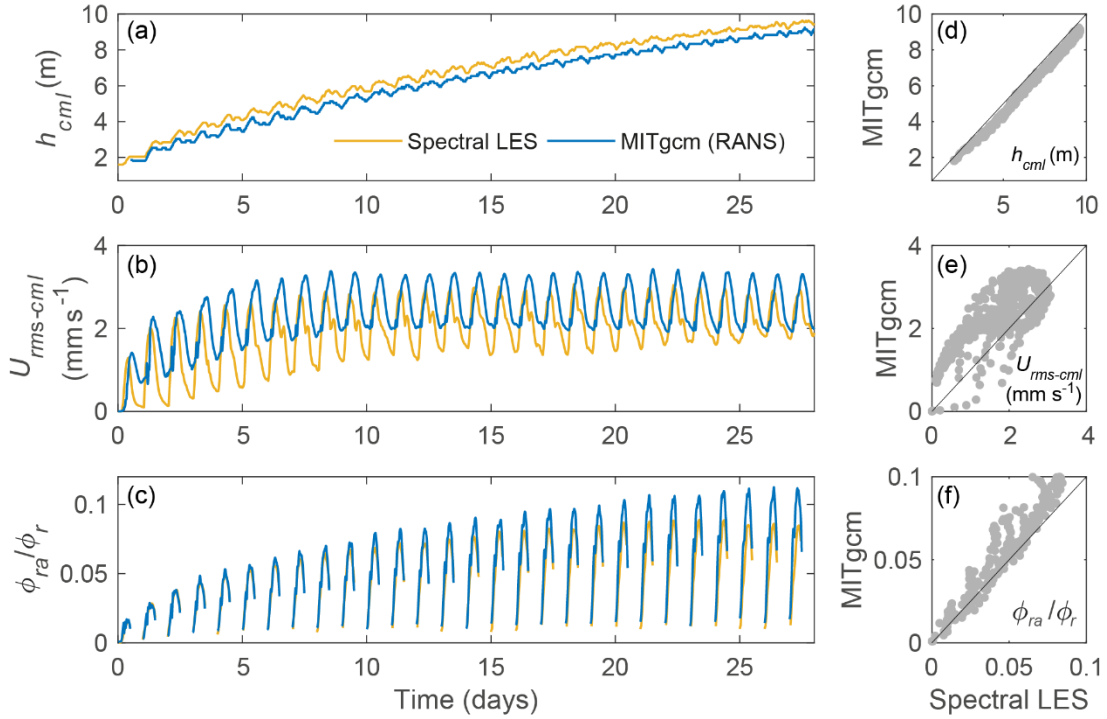 (a)
h_cml (m)
10
8
6
4
2
0 5 10 15 20 25
Spectral LES
MITgcm (RANS)
(d)
MITgcm
10
8
6
4
2
5 10
h_cml (m)
(b)
U_rms-cml
(mm s⁻¹)
4
2
0
0 5 10 15 20 25
(e)
MITgcm
4
2
0
0 2 4
U_rms-cml
(mm s⁻¹)
(c)
ϕ_ra/ϕ_r
0.1
0.05
0
0 5 10 15 20 25
Time (days)
(f)
MITgcm
0.1
0.05
0
0 0.05 0.1
ϕ_ra/ϕ_r
Spectral LES